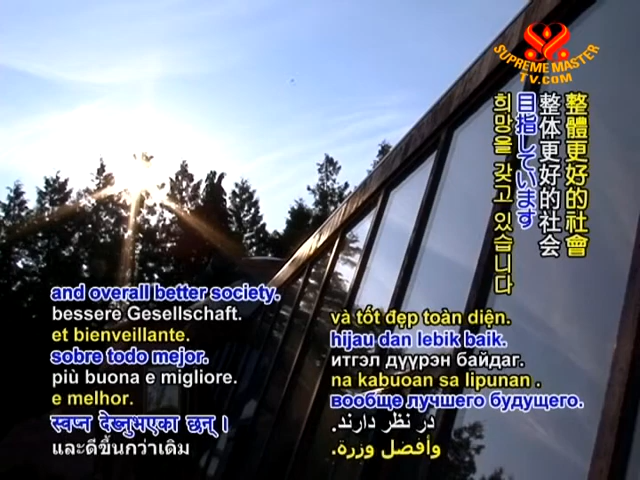 SUPREME MASTER
TV.COM
整體更好的社會
整体更好的社会
目指しています
희망을 갖고 있습니다
and overall better society.
bessere Gesellschaft.
et bienveillante.
sobre todo mejor.
più buona e migliore.
e melhor.
स्वप्न देख्नुभएका छन् ।
และดีขึ้นกว่าเดิม
và tốt đẹp toàn diện.
hijau dan lebik baik.
итгэл дүүрэн байдаг.
na kabuoan sa lipunan .
вообще лучшего будущего.
در نظر دارند.
وأفضل وزرة.